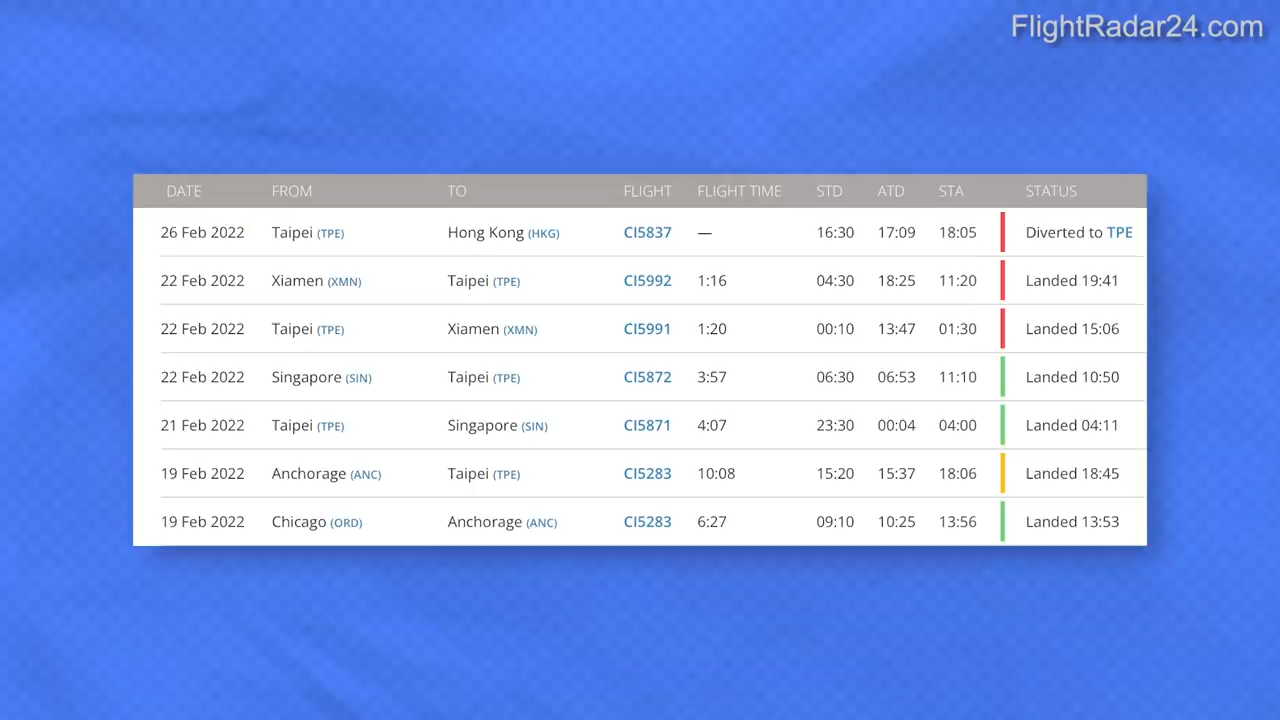 FlightRadar24.com
DATE FROM TO FLIGHT FLIGHT TIME STD ATD STA STATUS
26 Feb 2022 Taipei (TPE) Hong Kong (HKG) CI5837 — 16:30 17:09 18:05 Diverted to TPE
22 Feb 2022 Xiamen (XMN) Taipei (TPE) CI5992 1:16 04:30 18:25 11:20 Landed 19:41
22 Feb 2022 Taipei (TPE) Xiamen (XMN) CI5991 1:20 00:10 13:47 01:30 Landed 15:06
22 Feb 2022 Singapore (SIN) Taipei (TPE) CI5872 3:57 06:30 06:53 11:10 Landed 10:50
21 Feb 2022 Taipei (TPE) Singapore (SIN) CI5871 4:07 23:30 00:04 04:00 Landed 04:11
19 Feb 2022 Anchorage (ANC) Taipei (TPE) CI5283 10:08 15:20 15:37 18:06 Landed 18:45
19 Feb 2022 Chicago (ORD) Anchorage (ANC) CI5283 6:27 09:10 10:25 13:56 Landed 13:53